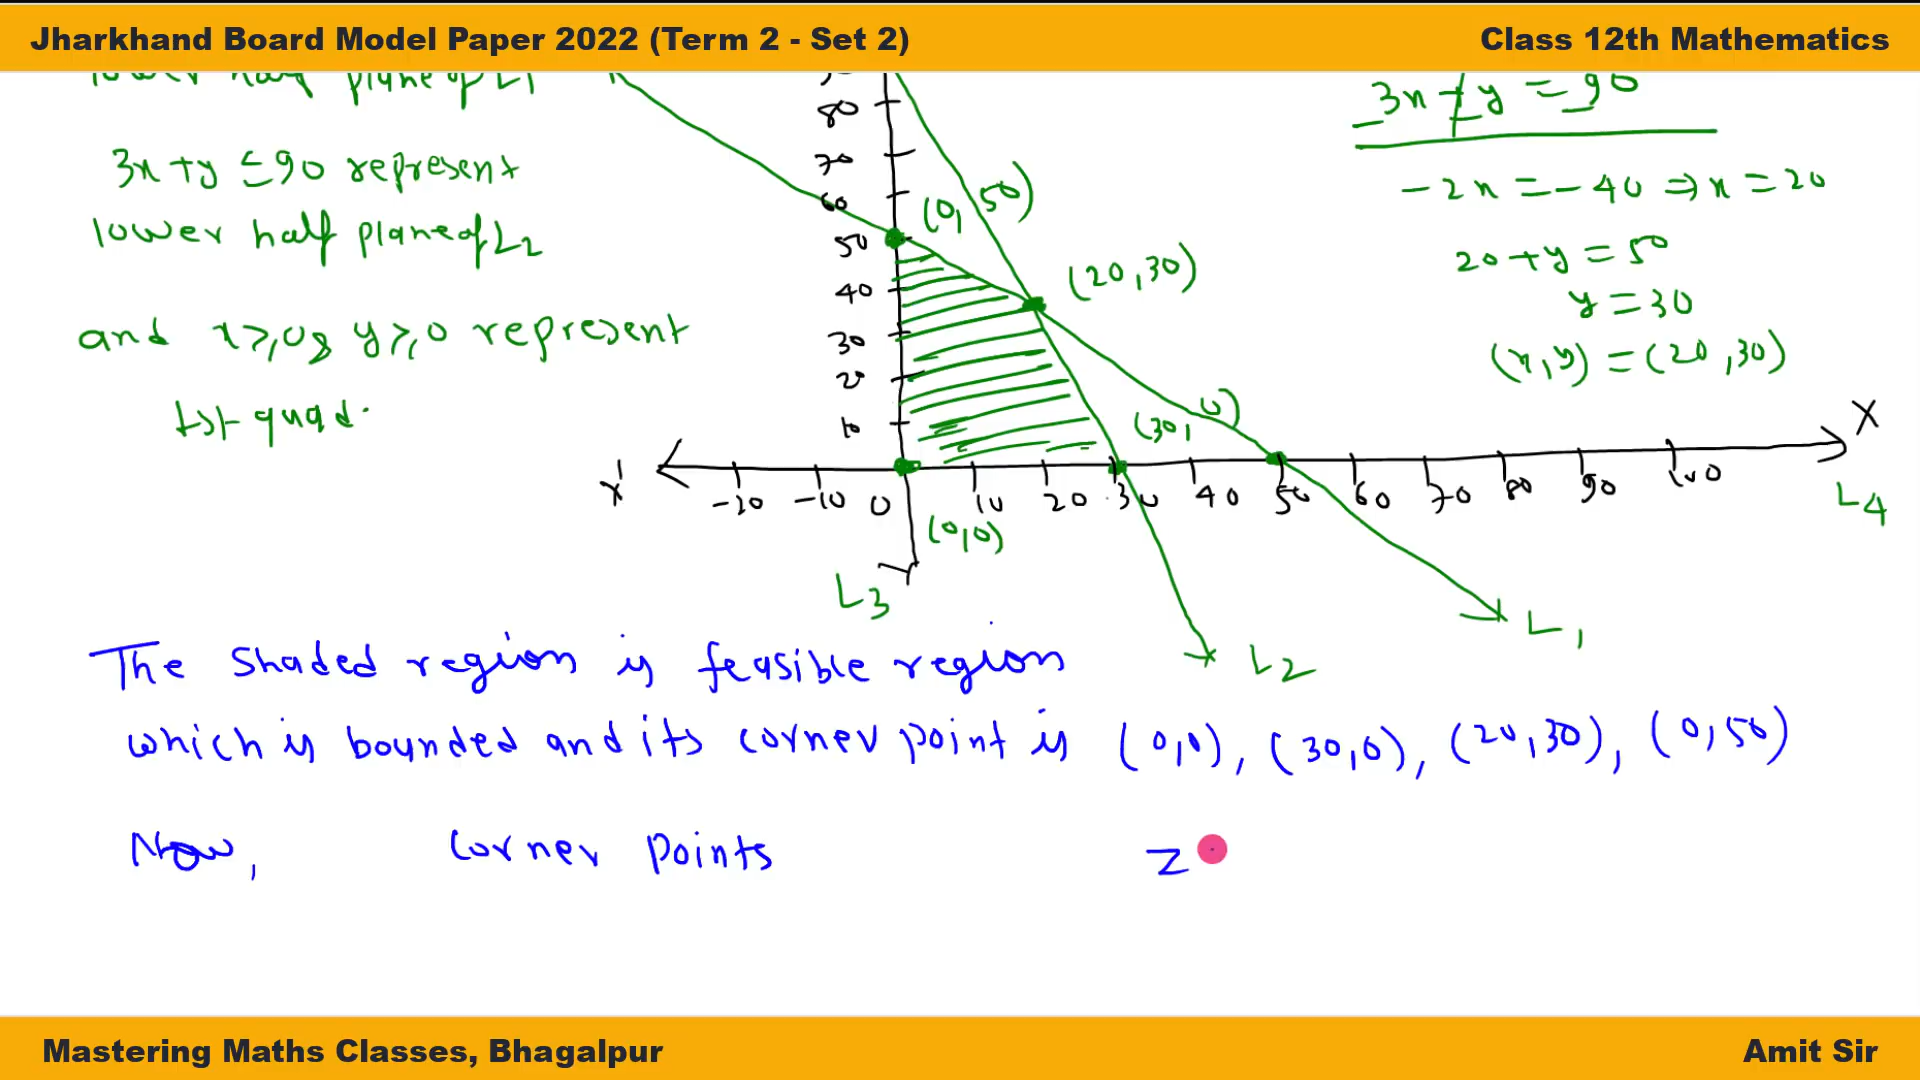 Jharkhand Board Model Paper 2022 (Term 2 - Set 2)
Class 12th Mathematics
lower half plane of L1
3x + y ≤ 90 represent
lower half plane of L2
and x ≥ 0 & y ≥ 0 represent
1st quad.
80
70
60
50
40
30
20
10
(0, 50)
(20, 30)
(30, 0)
X
X'
-20 -10 0 10 20 30 40 50 60 70 80 90 100
(0,0)
L4
L3
L1
L2
3x + y = 90
- - -
-2x = -40 ⇒ x = 20
20 + y = 50
y = 30
(x, y) = (20, 30)
The shaded region is feasible region
which is bounded and its corner point is (0,0), (30,0), (20,30), (0,50)
Now, Corner Points Z
Mastering Maths Classes, Bhagalpur
Amit Sir